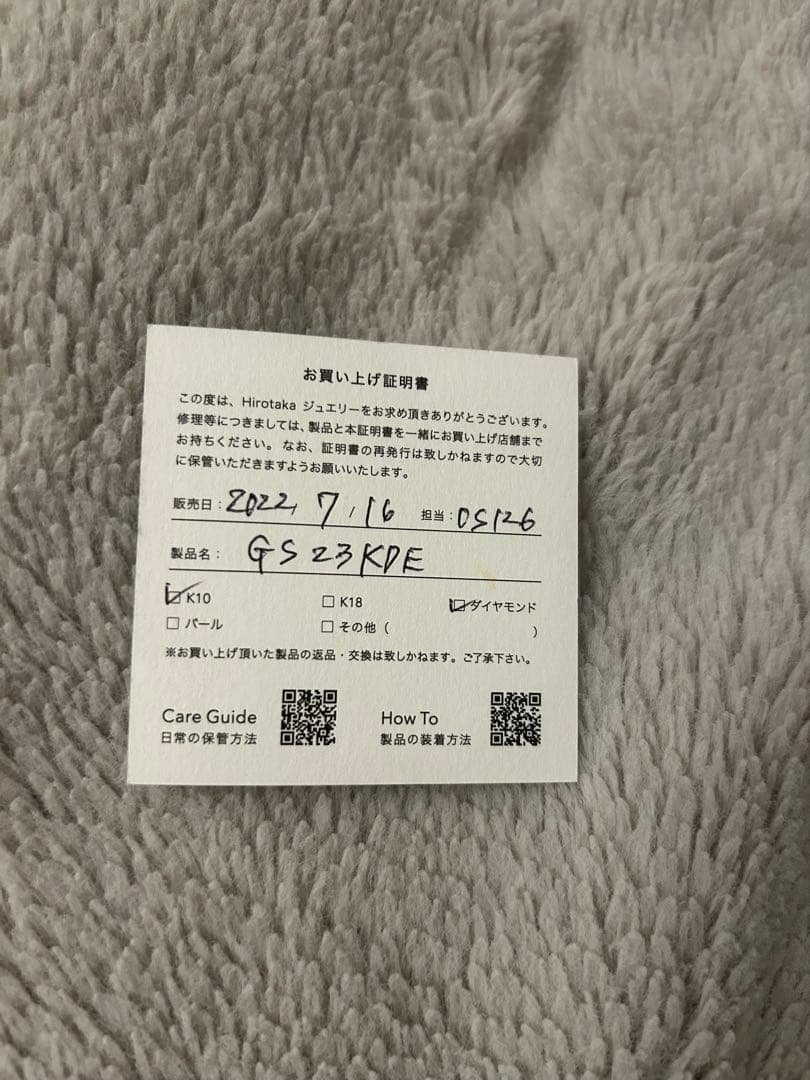 お買い上げ証明書
この度は、Hirotaka ジュエリーをお求め頂きありがとうございます。
修理等につきましては、製品と本証明書を一緒にお買い上げ店舗まで
お持ちください。なお、証明書の再発行は致しかねますので大切
に保管いただきますようお願いいたします。
販売日：2022, 7 / 16 担当：OS126
製品名： GS23KDE
☑ K10 □ K18 ☑ ダイヤモンド
□ パール □ その他（ ）
※お買い上げ頂いた製品の返品・交換は致しかねます。ご了承下さい。
Care Guide How To
日常の保管方法 製品の装着方法